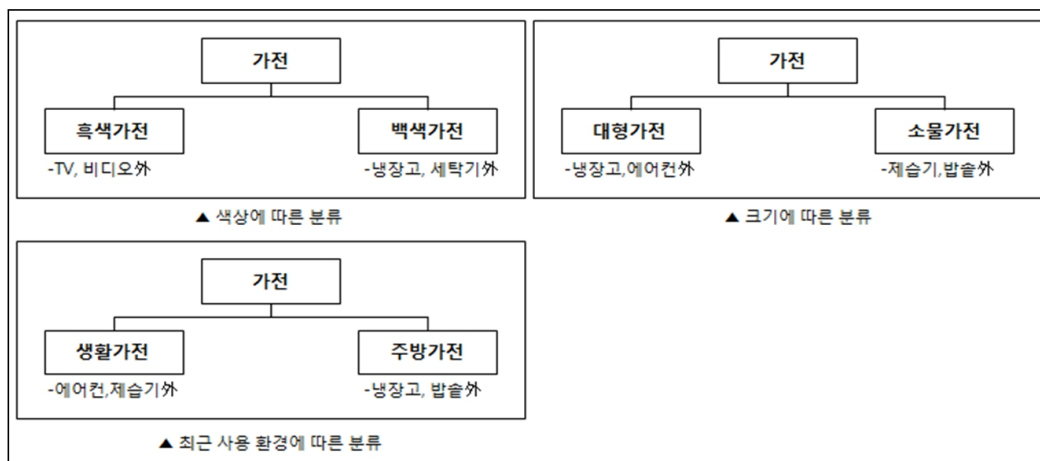 가전
흑색가전
백색가전
-TV, 비디오外
-냉장고, 세탁기外
▲ 색상에 따른 분류
가전
대형가전
소물가전
-냉장고,에어컨外
-제습기,밥솥外
▲ 크기에 따른 분류
가전
생활가전
주방가전
-에어컨,제습기外
-냉장고, 밥솥外
▲ 최근 사용 환경에 따른 분류